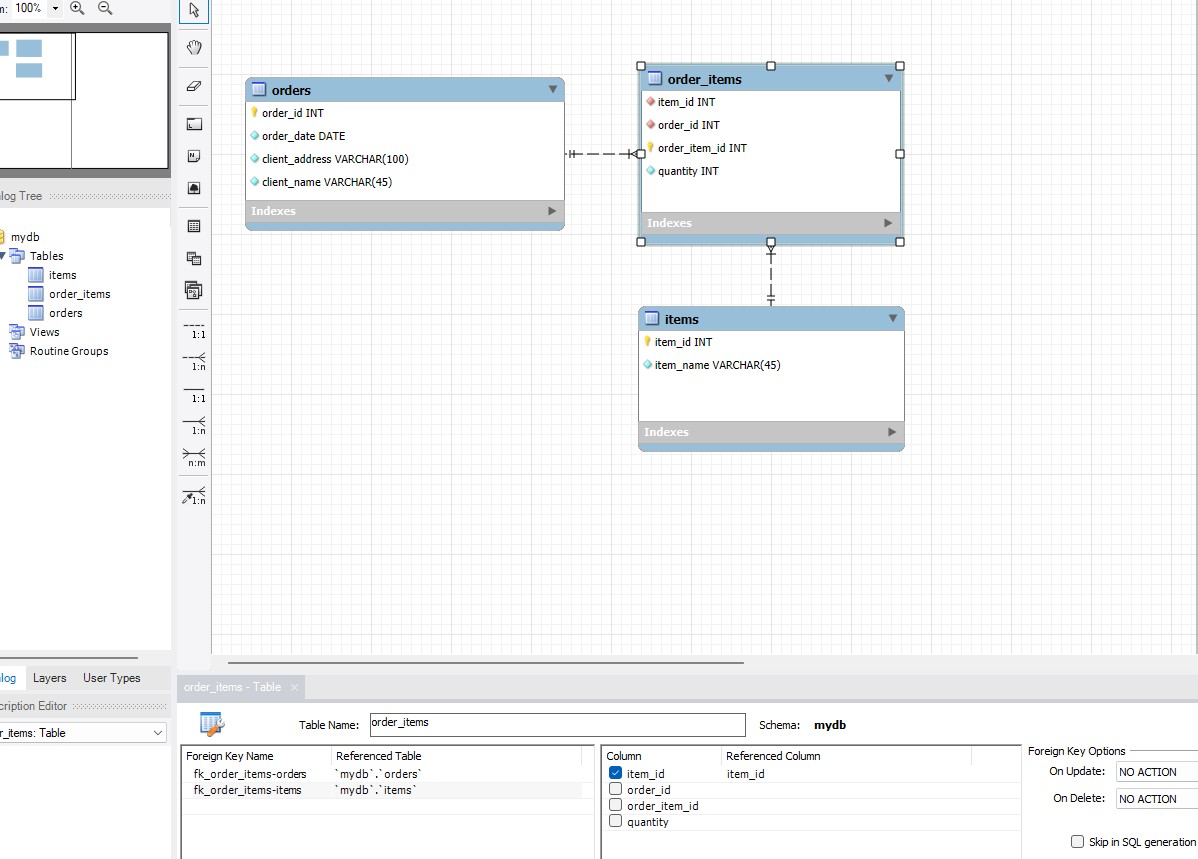 n: 100%
orders
order_id INT
order_date DATE
client_address VARCHAR(100)
client_name VARCHAR(45)
Indexes
order_items
item_id INT
order_id INT
order_item_id INT
quantity INT
Indexes
items
item_id INT
item_name VARCHAR(45)
Indexes
log Tree
mydb
Tables
items
order_items
orders
Views
Routine Groups
1:1
1:n
1:1
1:n
n:m
1:n
log Layers User Types
cription Editor
r_items: Table
order_items - Table
Table Name: order_items Schema: mydb
Foreign Key Name Referenced Table
fk_order_items-orders `mydb`.`orders`
fk_order_items-items `mydb`.`items`
Column Referenced Column
item_id item_id
order_id
order_item_id
quantity
Foreign Key Options
On Update: NO ACTION
On Delete: NO ACTION
Skip in SQL generation